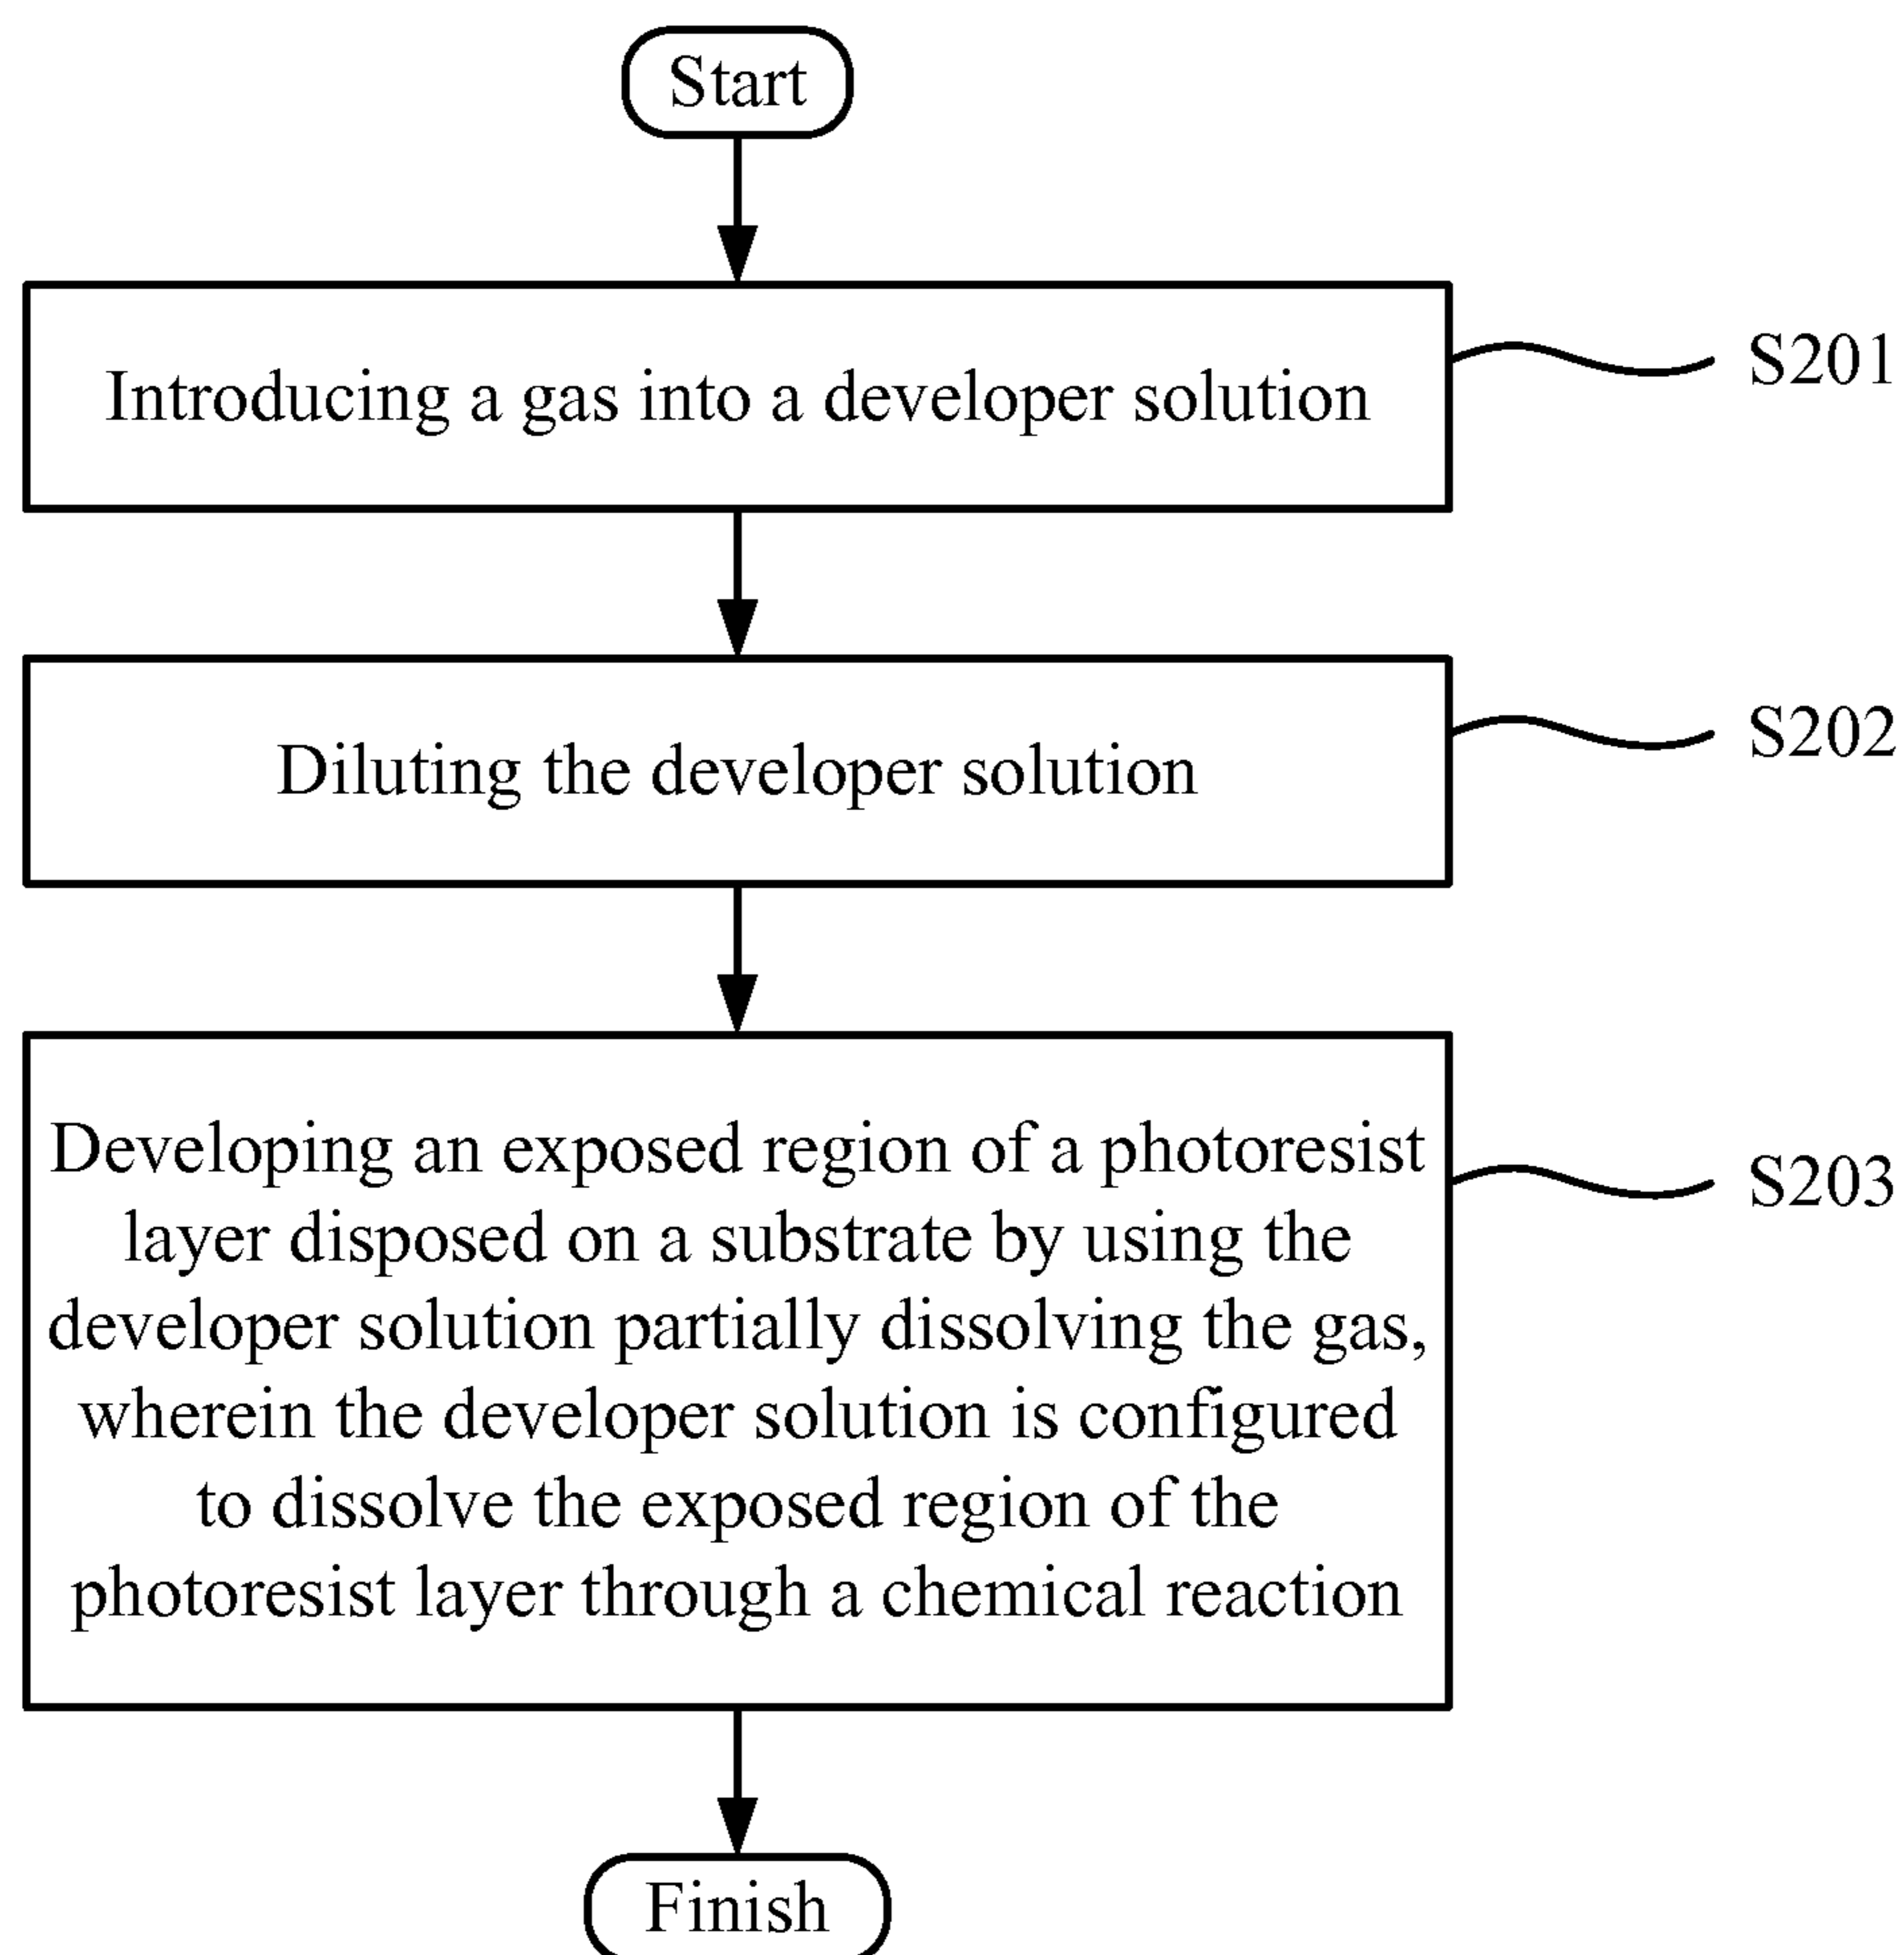 Start
Introducing a gas into a developer solution
S201
Diluting the developer solution
S202
Developing an exposed region of a photoresist
layer disposed on a substrate by using the
developer solution partially dissolving the gas,
wherein the developer solution is configured
to dissolve the exposed region of the
photoresist layer through a chemical reaction
S203
Finish